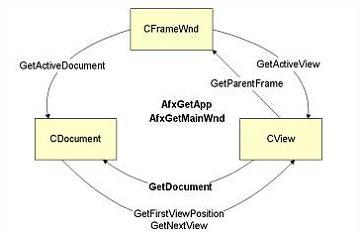 CFrameWnd
GetActiveDocument
GetActiveView
GetParentFrame
AfxGetApp
AfxGetMainWnd
CDocument
CView
GetDocument
GetFirstViewPosition
GetNextView